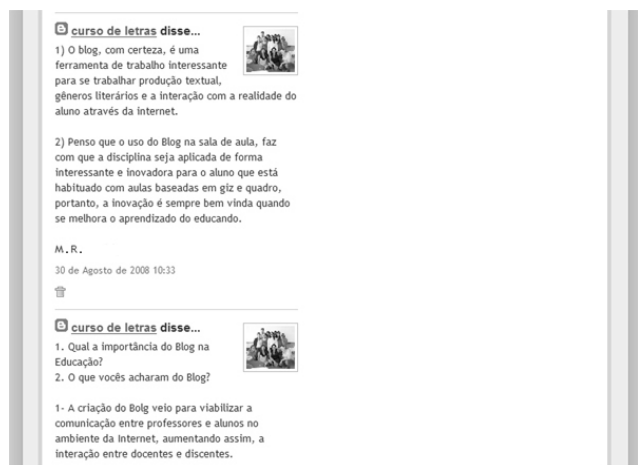 curso de letras disse...
1) O blog, com certeza, é uma
ferramenta de trabalho interessante
para se trabalhar produção textual,
gêneros literários e a interação com a realidade do
aluno através da internet.
2) Penso que o uso do Blog na sala de aula, faz
com que a disciplina seja aplicada de forma
interessante e inovadora para o aluno que está
habituado com aulas baseadas em giz e quadro,
portanto, a inovação é sempre bem vinda quando
se melhora o aprendizado do educando.
M.R.
30 de Agosto de 2008 10:33
curso de letras disse...
1. Qual a importância do Blog na
Educação?
2. O que vocês acharam do Blog?
1- A criação do Bolg veio para viabilizar a
comunicação entre professores e alunos no
ambiente da Internet, aumentando assim, a
interação entre docentes e discentes.